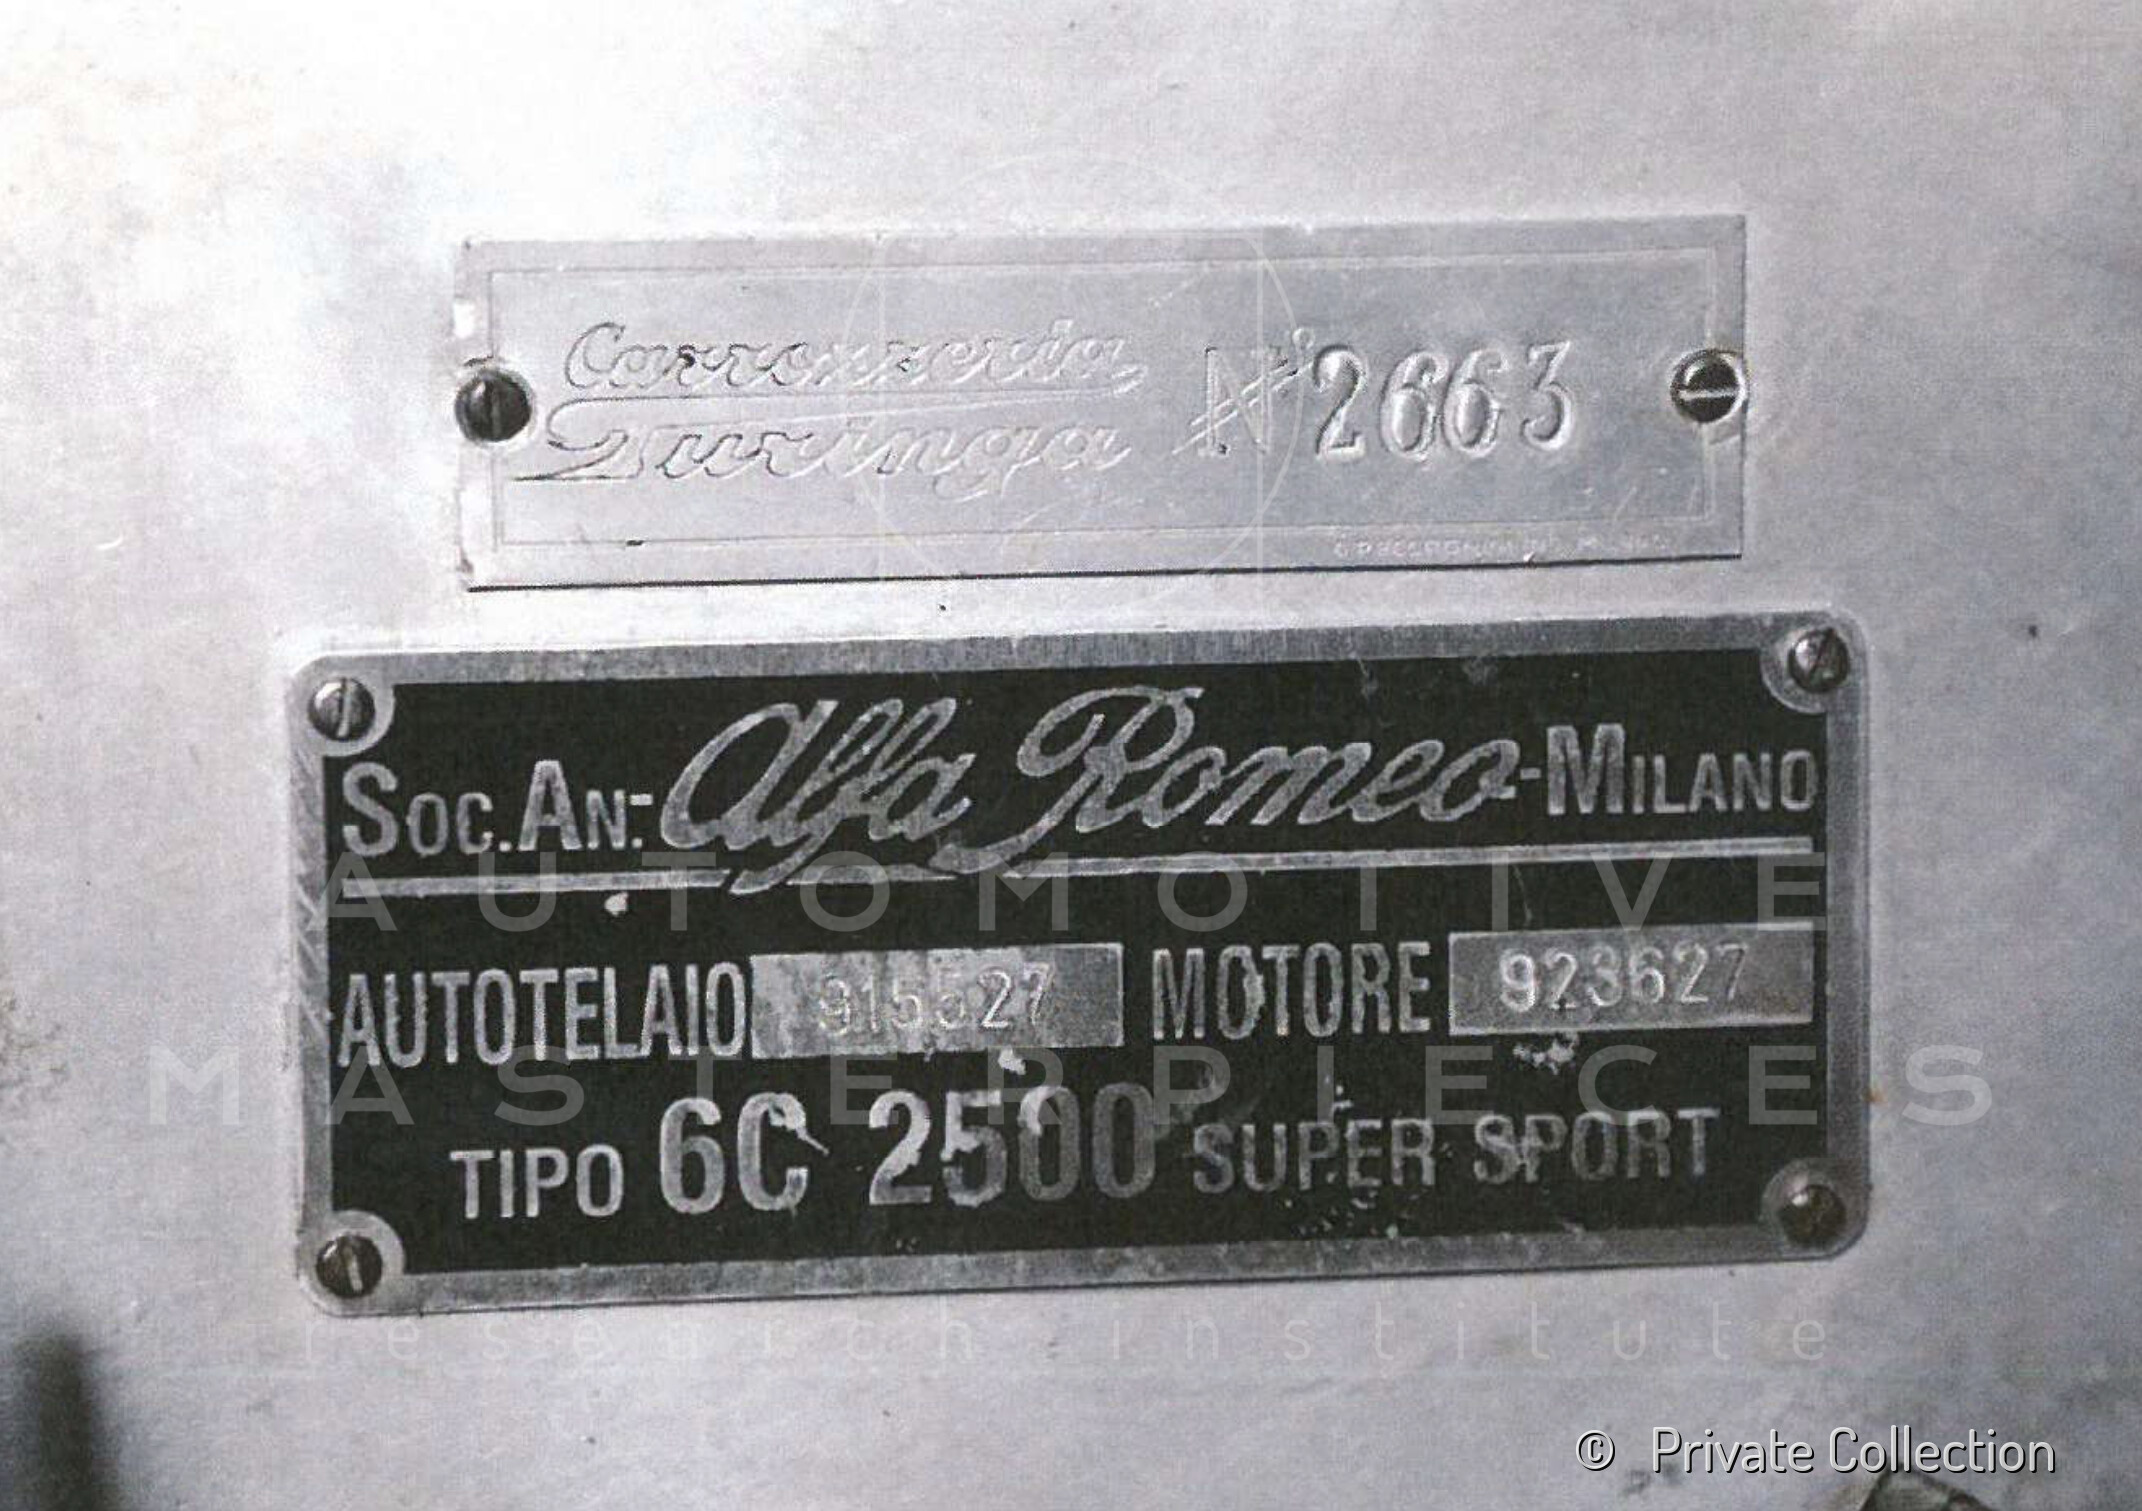 Carrozzeria
Touring
Nº 2663
Soc. An:- Alfa Romeo - Milano
AUTOTELAIO 915527 MOTORE 923627
TIPO 6C 2500 SUPER SPORT
AUTOMOTIVE
MASTERPIECES
research institute
© Private Collection